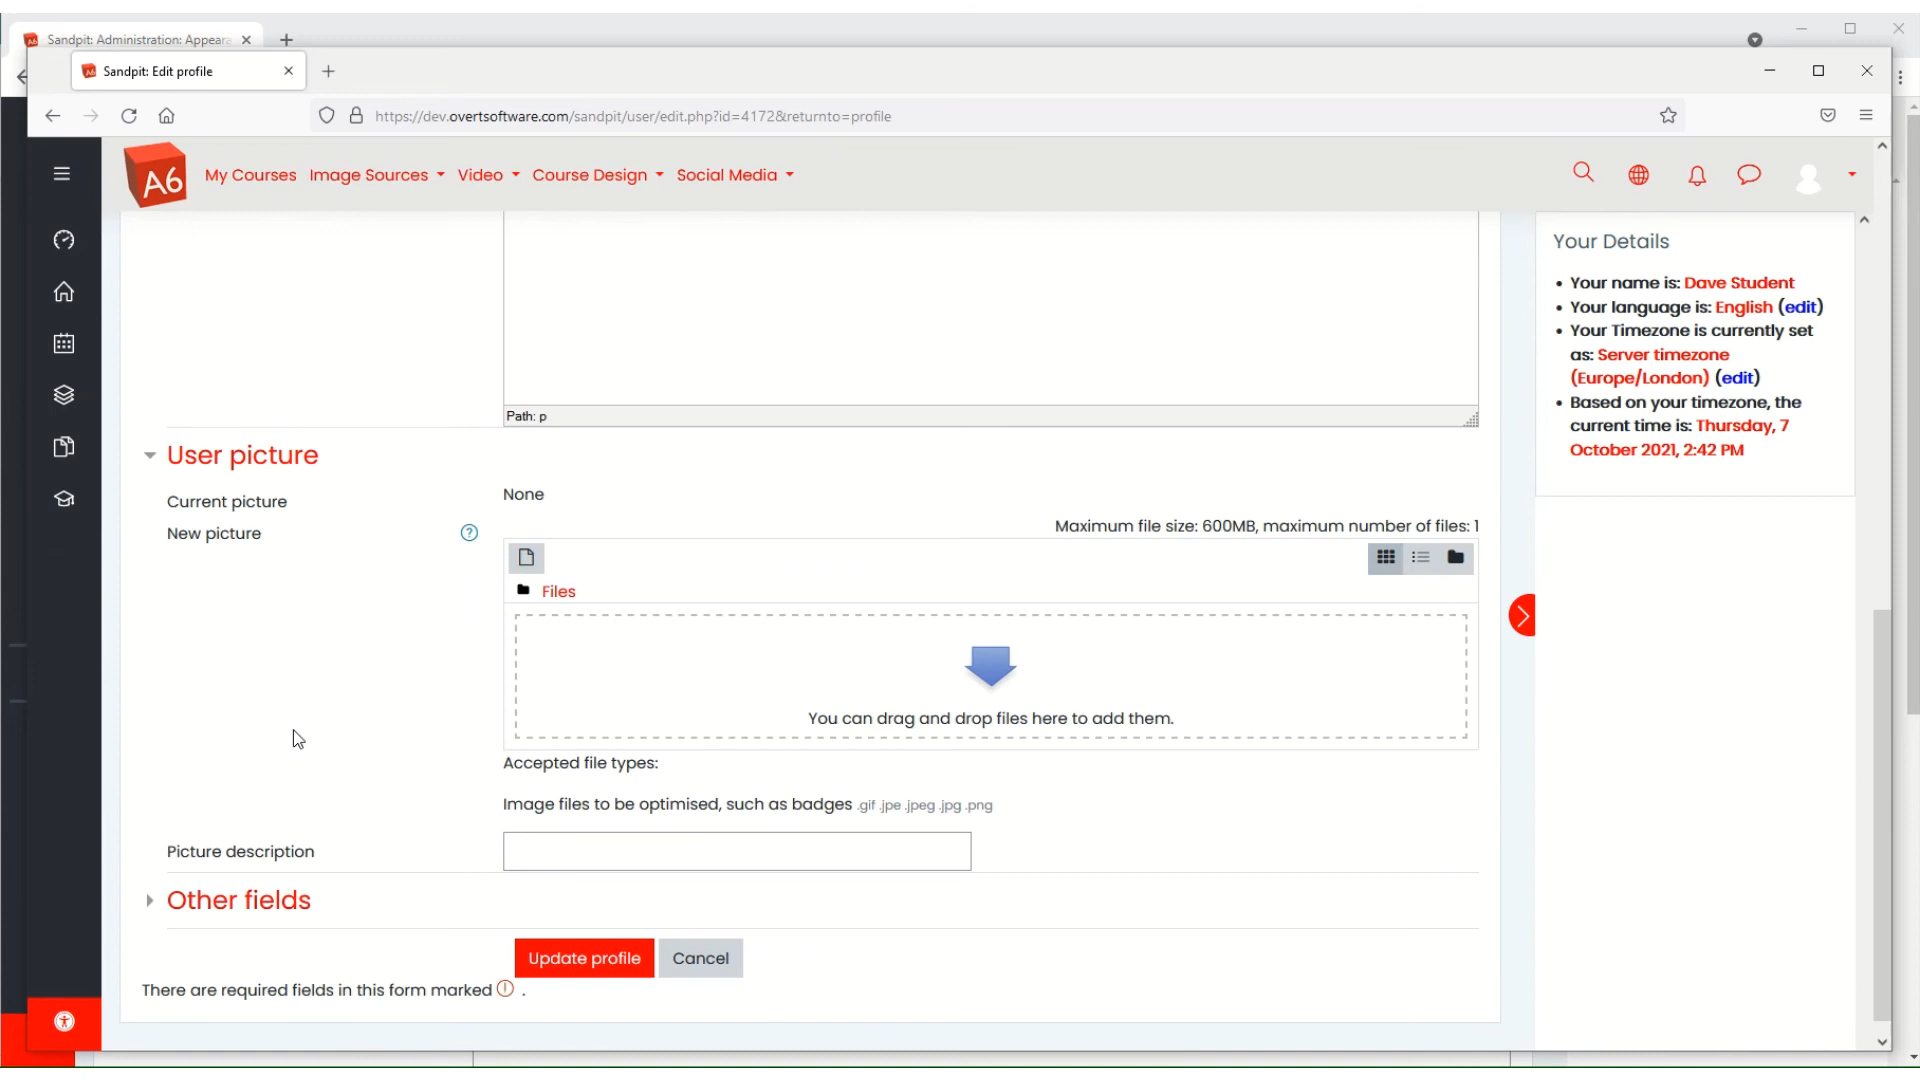 Sandpit: Administration: Appeara
Sandpit: Edit profile
https://dev.overtsoftware.com/sandpit/user/edit.php?id=4172&returnto=profile
A6
My Courses Image Sources Video Course Design Social Media
Path: p
User picture
Current picture
None
New picture
Maximum file size: 600MB, maximum number of files: 1
Files
You can drag and drop files here to add them.
Accepted file types:
Image files to be optimised, such as badges .gif .jpe .jpeg .jpg .png
Picture description
Other fields
Update profile Cancel
There are required fields in this form marked .
Your Details
Your name is: Dave Student
Your language is: English (edit)
Your Timezone is currently set
as: Server timezone
(Europe/London) (edit)
Based on your timezone, the
current time is: Thursday, 7
October 2021, 2:42 PM